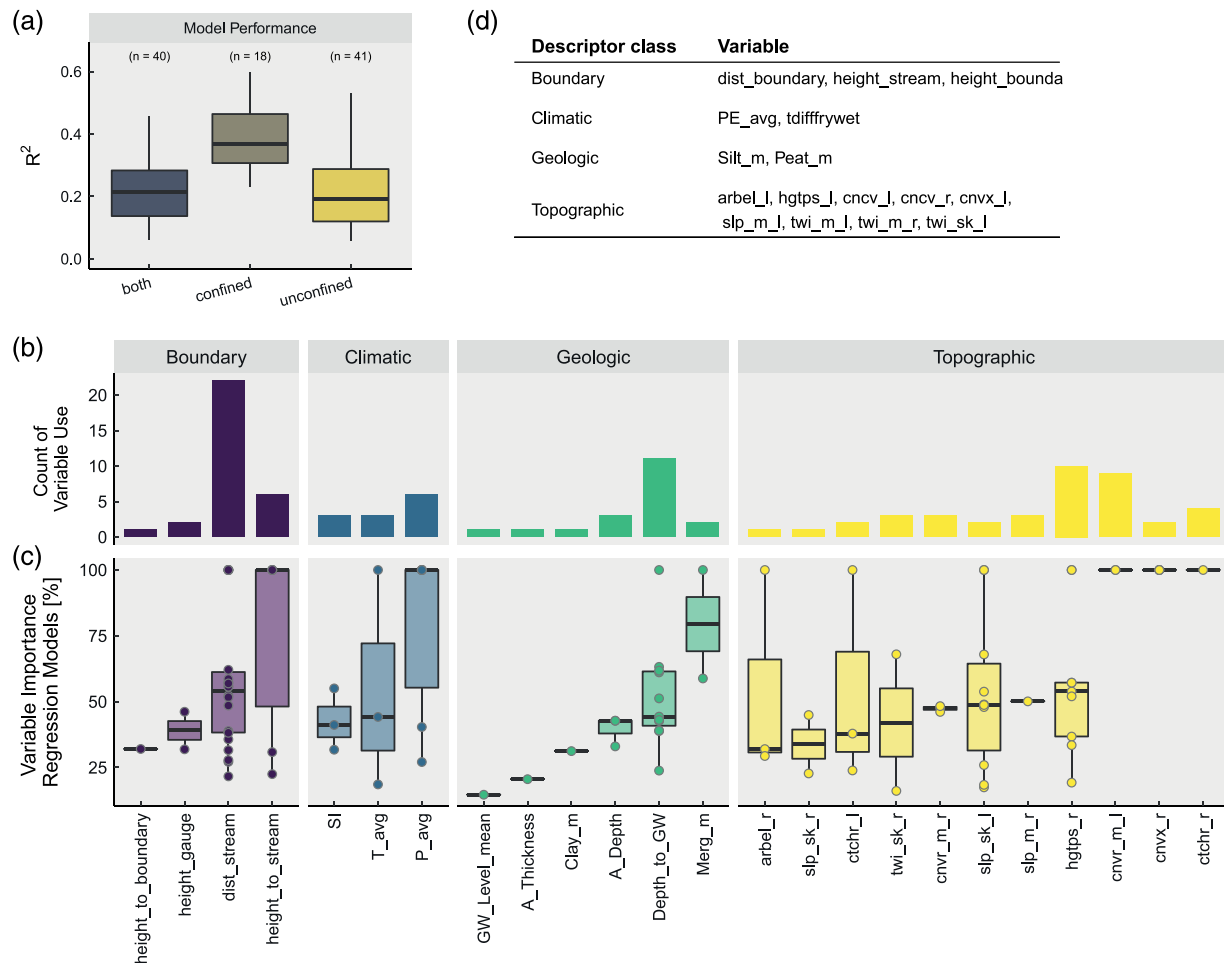 (a)
Model Performance
(n = 40)
(n = 18)
(n = 41)
0.6
0.4
0.2
0.0
R2
both
confined
unconfined
(d)
Descriptor class Variable
Boundary dist_boundary, height_stream, height_bounda
Climatic PE_avg, tdifffrywet
Geologic Silt_m, Peat_m
Topographic arbel_l, hgtps_l, cncv_l, cncv_r, cnvx_l,
slp_m_l, twi_m_l, twi_m_r, twi_sk_l
(b)
Boundary
Climatic
Geologic
Topographic
20
15
10
5
0
Count of
Variable Use
(c)
100
75
50
25
Variable Importance
Regression Models [%]
height_to_boundary
height_gauge
dist_stream
height_to_stream
SI
T_avg
P_avg
GW_Level_mean
A_Thickness
Clay_m
A_Depth
Depth_to_GW
Merg_m
arbel_r
slp_sk_r
ctchr_l
twi_sk_r
cnvr_m_r
slp_sk_l
slp_m_r
hgtps_r
cnvr_m_l
cnvx_r
ctchr_r